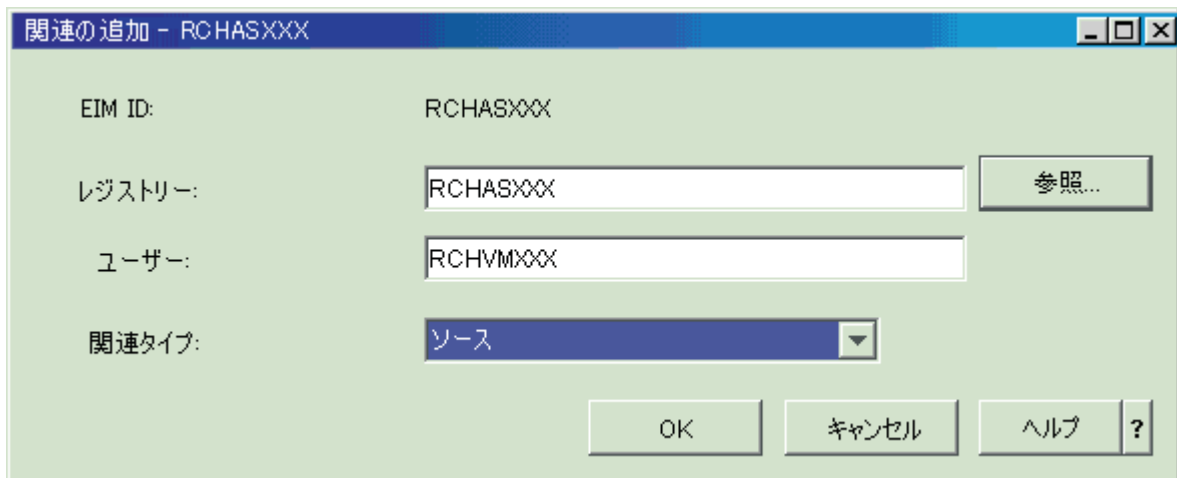 関連の追加 - RCHASXXX
EIM ID: RCHASXXX
レジストリー: RCHASXXX 参照...
ユーザー: RCHVMXXX
関連タイプ: ソース
OK キャンセル ヘルプ ?